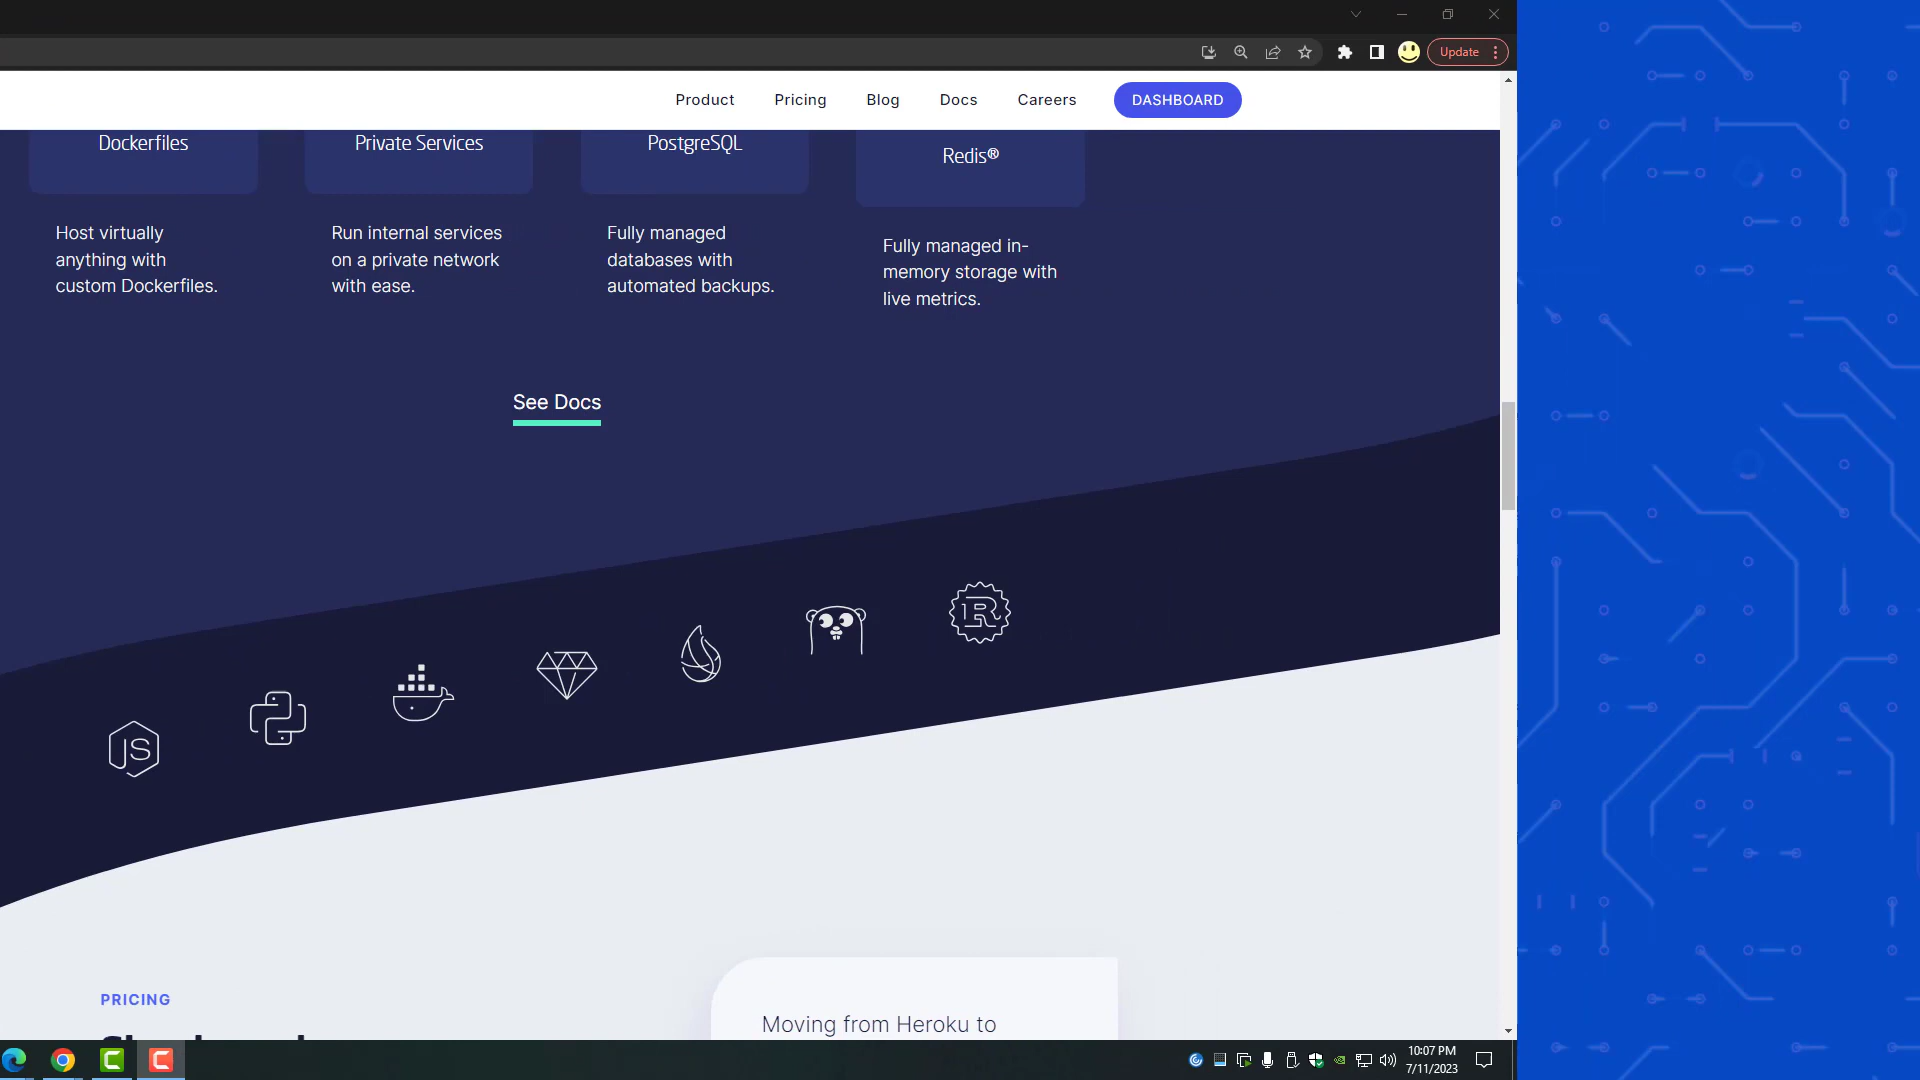 Update
Product Pricing Blog Docs Careers DASHBOARD
Dockerfiles
Private Services
PostgreSQL
Redis®
Host virtually
anything with
custom Dockerfiles.
Run internal services
on a private network
with ease.
Fully managed
databases with
automated backups.
Fully managed in-
memory storage with
live metrics.
See Docs
JS
R
PRICING
Moving from Heroku to
10:07 PM
7/11/2023